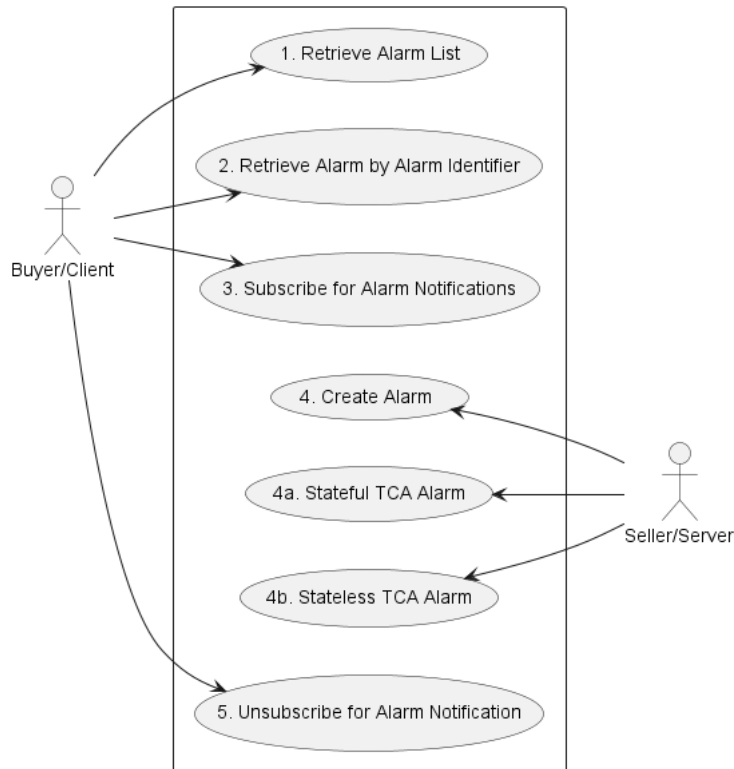 1. Retrieve Alarm List
2. Retrieve Alarm by Alarm Identifier
Buyer/Client
3. Subscribe for Alarm Notifications
4. Create Alarm
4a. Stateful TCA Alarm
Seller/Server
4b. Stateless TCA Alarm
5. Unsubscribe for Alarm Notification